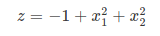 z = −1 + x₁² + x₂²